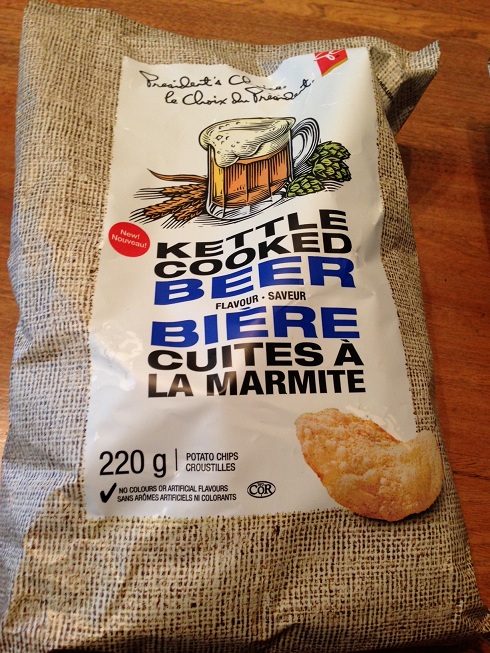 President's Choice
le Choix du Président
New!
Nouveau!
KETTLE
COOKED
BEER
FLAVOUR · SAVEUR
BIÈRE
CUITES À
LA MARMITE
220 g
POTATO CHIPS
CROUSTILLES
✓ NO COLOURS OR ARTIFICIAL FLAVOURS
SANS ARÔMES ARTIFICIELS NI COLORANTS
COR